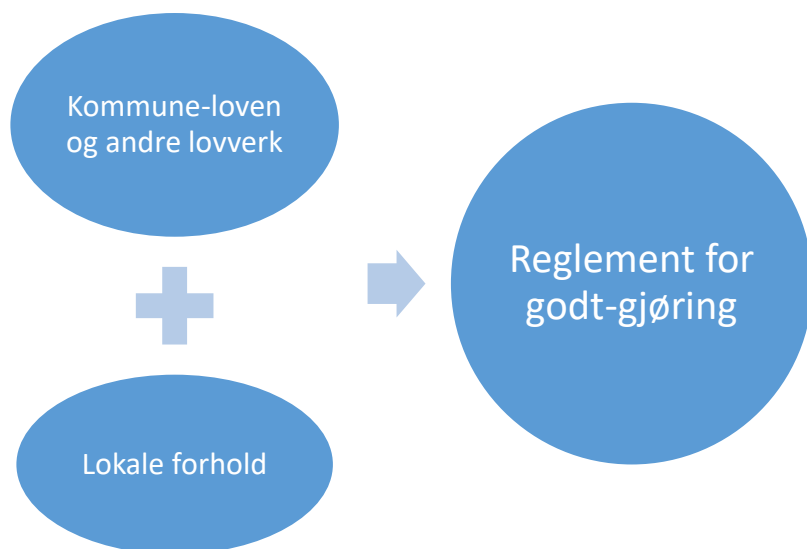 Kommune-loven
og andre lovverk
Lokale forhold
Reglement for
godt-gjøring